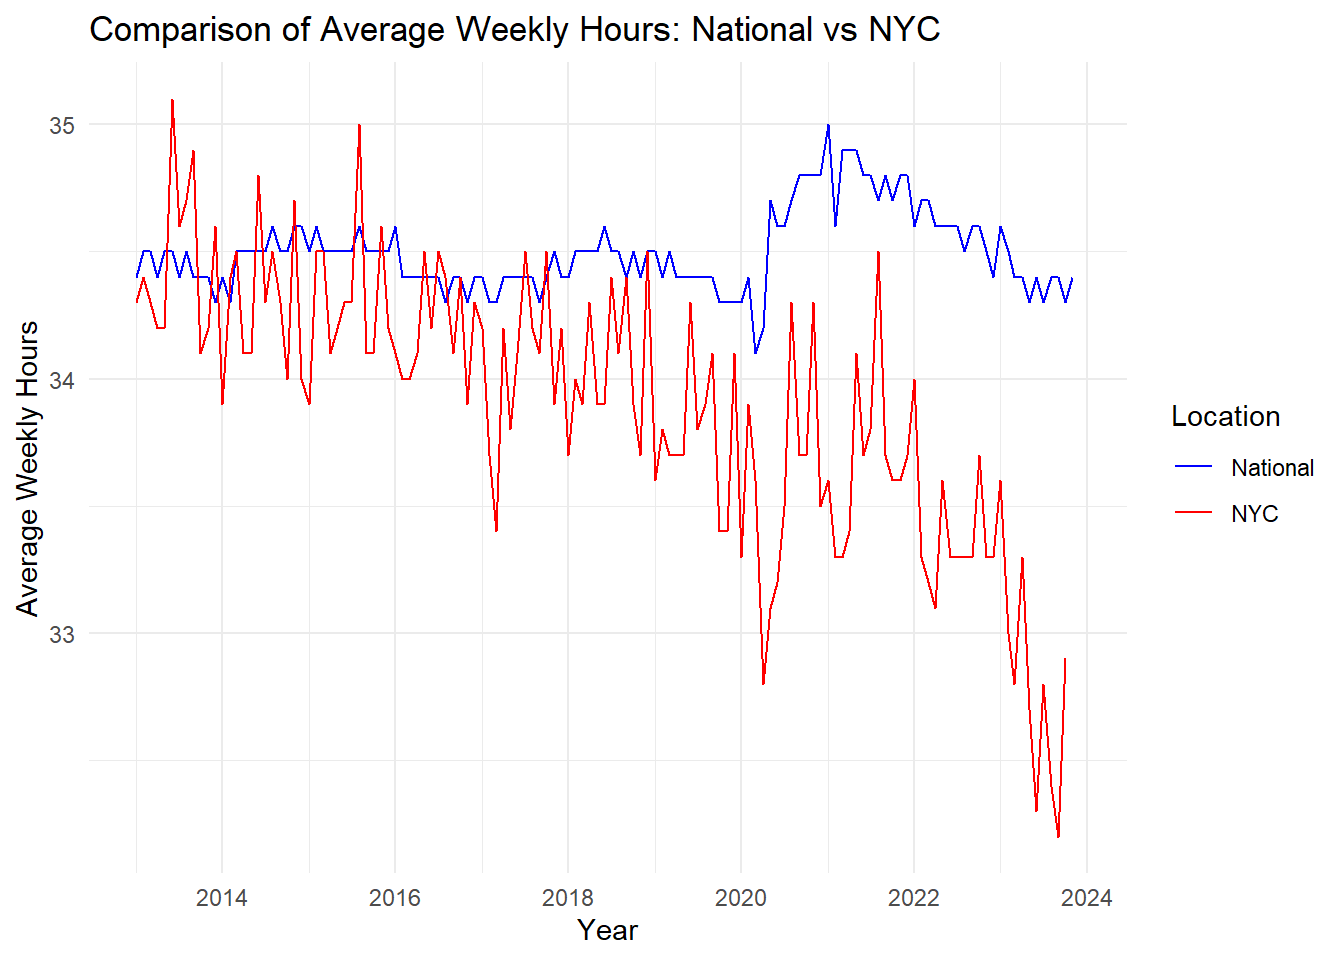 Comparison of Average Weekly Hours: National vs NYC
35
34
33
Average Weekly Hours
2014
2016
2018
2020
2022
2024
Year
Location
National
NYC